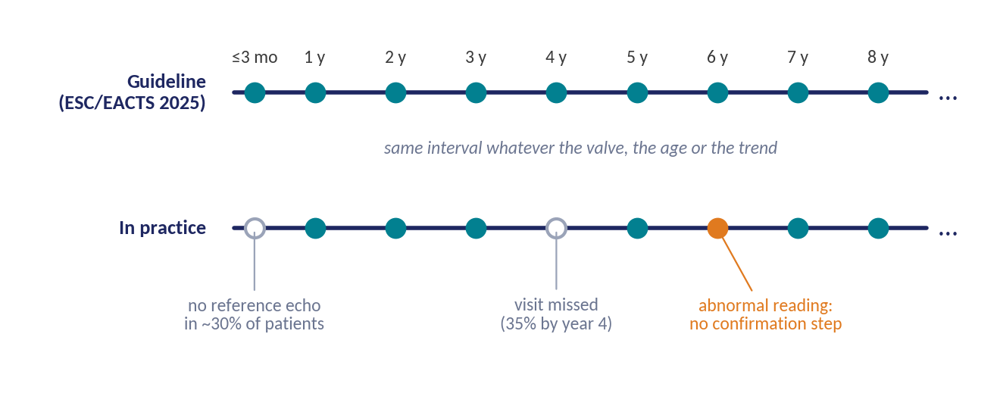 ≤3 mo 1 y 2 y 3 y 4 y 5 y 6 y 7 y 8 y
Guideline
(ESC/EACTS 2025)
...
same interval whatever the valve, the age or the trend
In practice
...
no reference echo
in ~30% of patients
visit missed
(35% by year 4)
abnormal reading:
no confirmation step